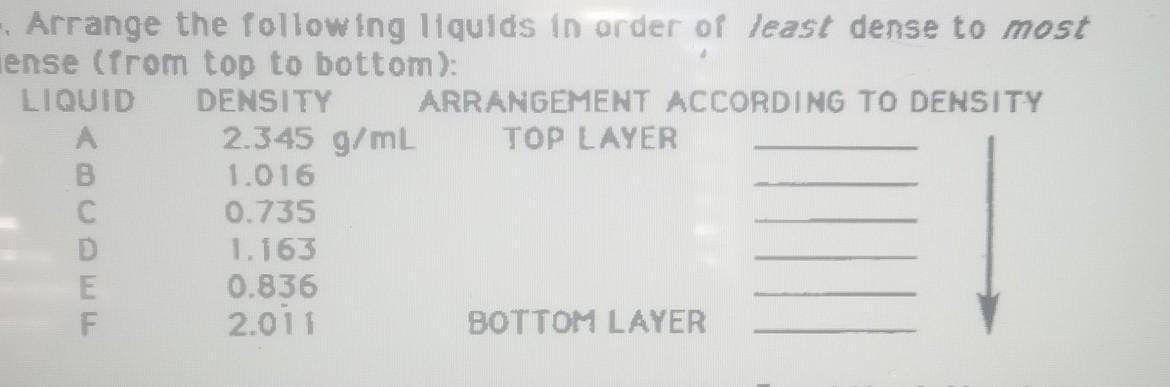 . Arrange the following liquids in order of least dense to most
ense (from top to bottom):
LIQUID DENSITY ARRANGEMENT ACCORDING TO DENSITY
A 2.345 g/mL TOP LAYER
B 1.016
C 0.735
D 1.163
E 0.836
F 2.011 BOTTOM LAYER